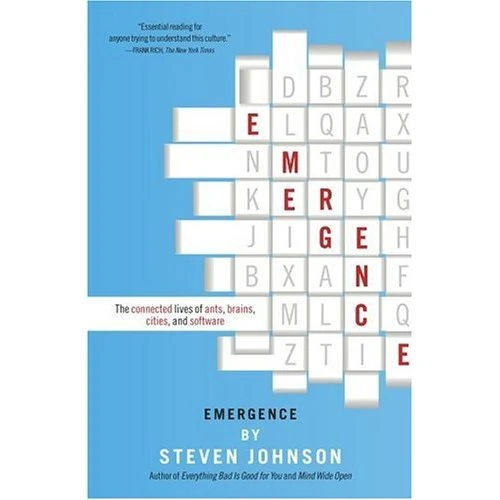 "Essential reading for
anyone trying to understand this culture."
—FRANK RICH, The New York Times
D B Z R
E L Q A X
N M T O U
K E R Y G
J I G E H
B X A N F
M L C Q
Z T I E
The connected lives of ants, brains,
cities, and software
EMERGENCE
BY
STEVEN JOHNSON
Author of Everything Bad Is Good for You and Mind Wide Open